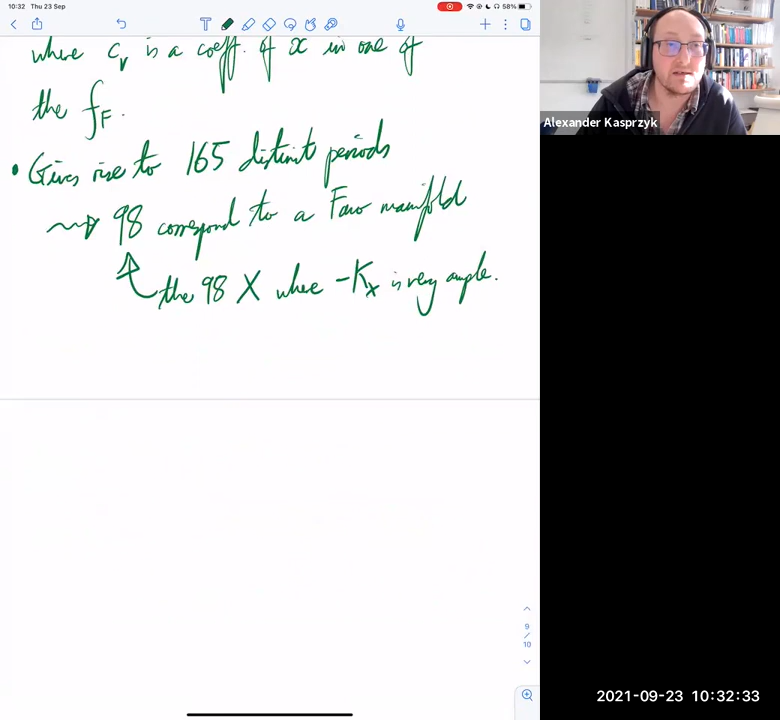 10:32 Thu 23 Sep
58%
where c_v is a coeff. of x in one of
the f_F.
• Gives rise to 165 distinct periods
⇝ 98 correspond to a Fano manifold
the 98 X where -K_X is very ample.
9
/
10
Alexander Kasprzyk
2021-09-23 10:32:33